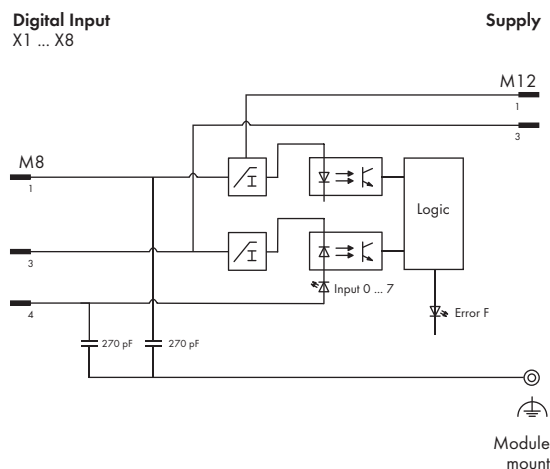 Digital Input
X1 ... X8
Supply
M12
1
3
M8
1
Logic
3
Input 0 ... 7
4
Error F
270 pF
270 pF
Module
mount